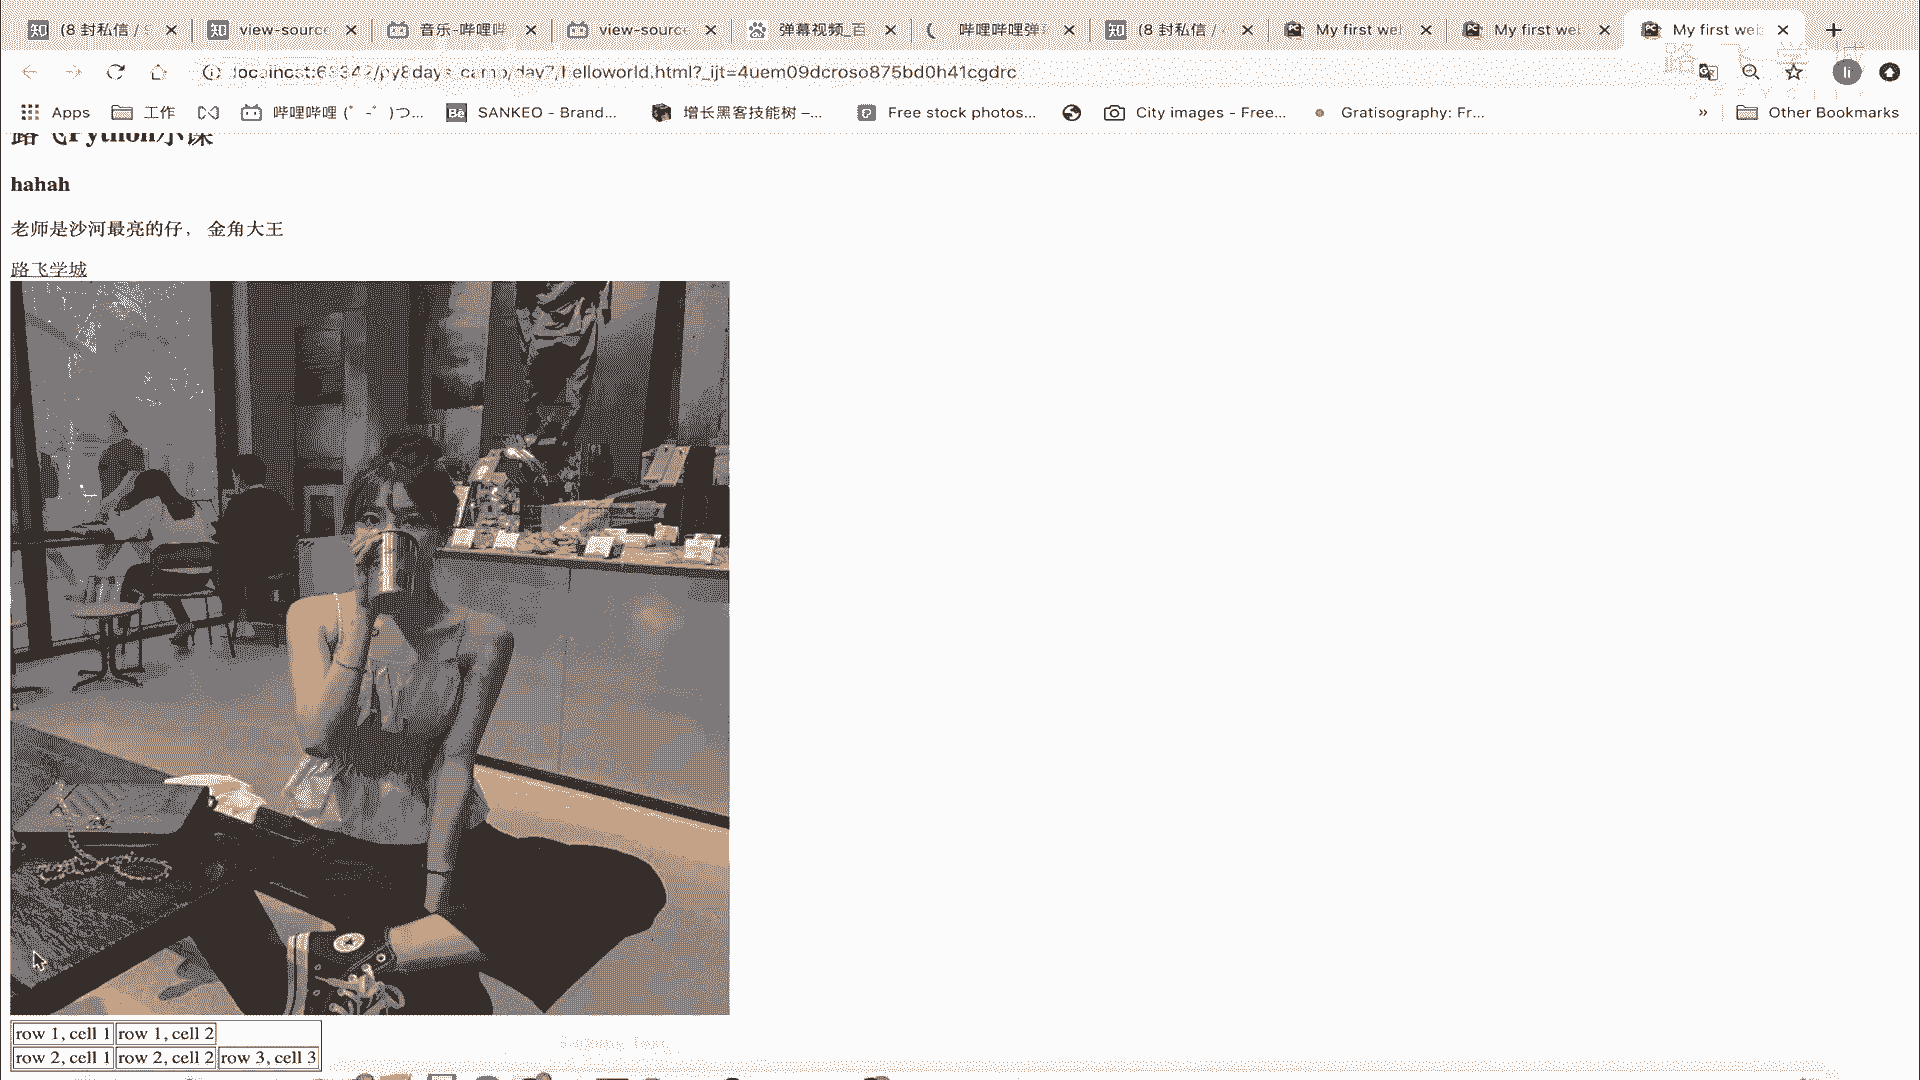 (8 封私信 / 9
view-source
音乐-哔哩哔
view-source
弹幕视频_百
哔哩哔哩弹
(8 封私信 /
My first web
My first wel
My first web
localhost:63342/py8days_camp/day7/helloworld.html?_ijt=4uem09dcroso875bd0h41cgdrc
li
Apps
工作
哔哩哔哩 (゜-゜)つ...
Bē
SANKEO - Brand...
增长黑客技能树 –...
Free stock photos...
City images - Free...
Gratisography: Fr...
»
Other Bookmarks
路飞Python小课
hahah
老师是沙河最亮的仔， 金角大王
路飞学城
row 1, cell 1 row 1, cell 2
row 2, cell 1 row 2, cell 2 row 3, cell 3